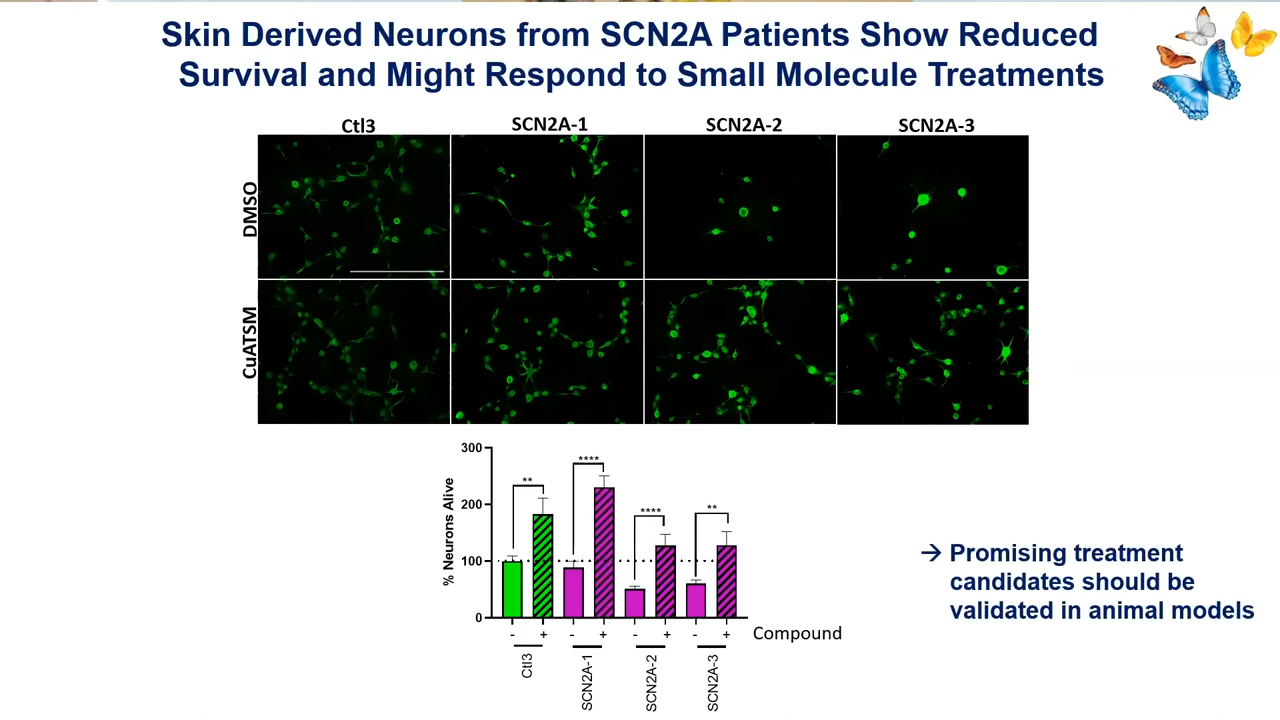 Skin Derived Neurons from SCN2A Patients Show Reduced
Survival and Might Respond to Small Molecule Treatments
Ctl3 SCN2A-1 SCN2A-2 SCN2A-3
DMSO
CuATSM
% Neurons Alive
300
200
100
0
** **** **** **
- + - + - + - + Compound
Ctl3 SCN2A-1 SCN2A-2 SCN2A-3
→ Promising treatment
candidates should be
validated in animal models